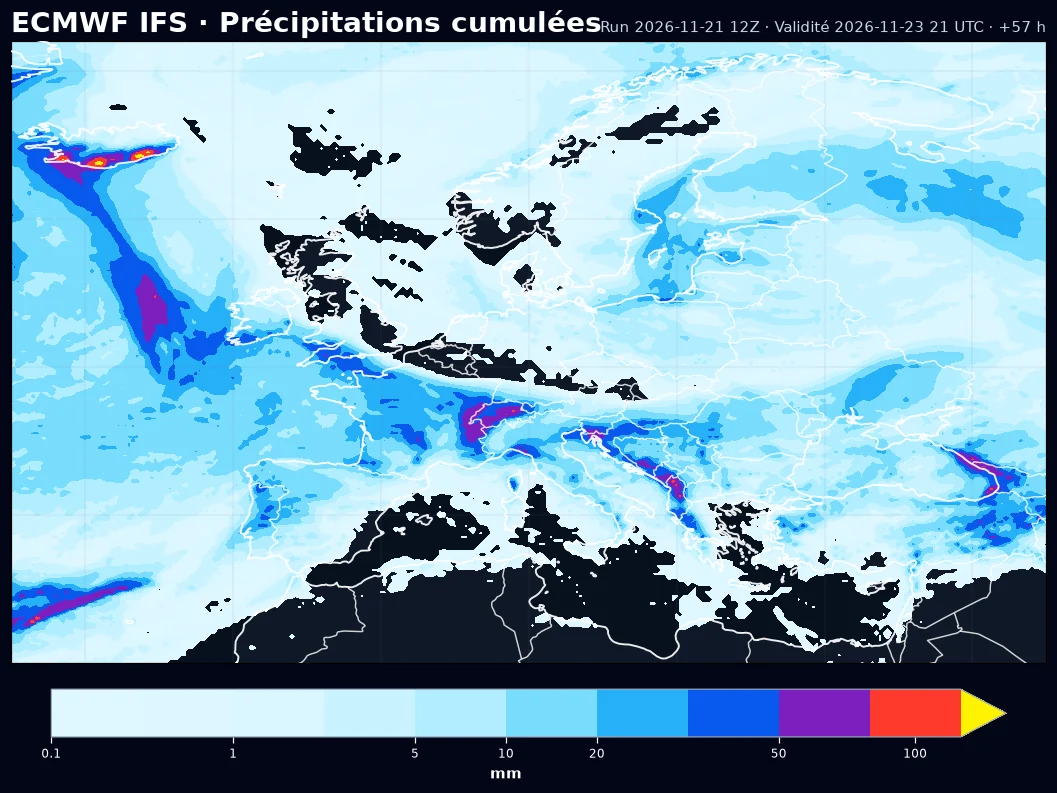 ECMWF IFS · Précipitations cumulées
Run 2026-11-21 12Z · Validité 2026-11-23 21 UTC · +57 h
0.1 1 5 10 20 50 100
mm